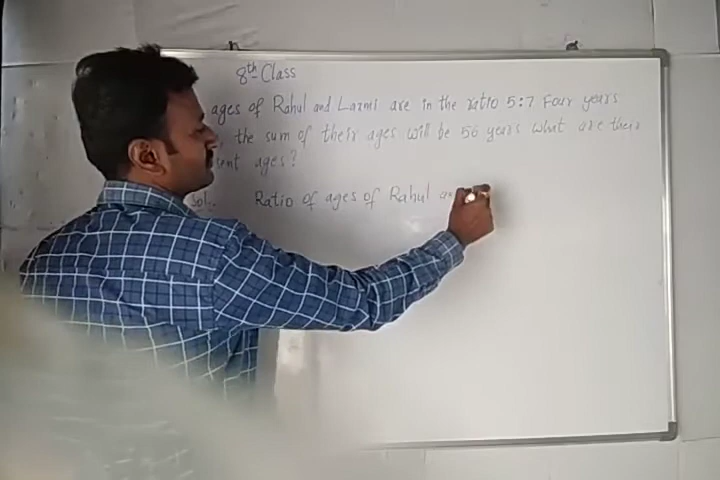 8th Class
ages of Rahul and Laxmi are in the ratio 5:7 Four years
the sum of their ages will be 56 years what are their
sent ages?
Sol:. Ratio of ages of Rahul